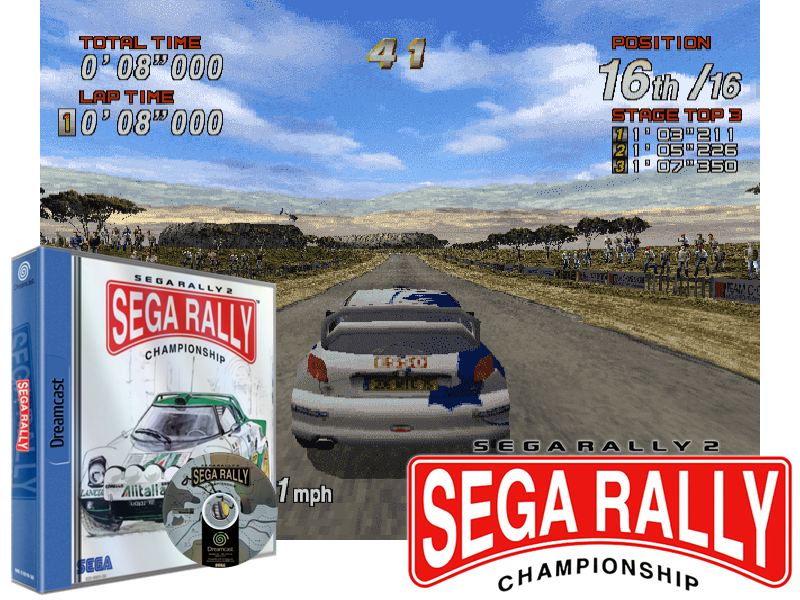 TOTAL TIME
0'08"000
LAP TIME
1 0'08"000
41
POSITION
16th /16
STAGE TOP 3
1 1'03"211
2 1'05"226
3 1'07"350
1 mph
SEGA RALLY 2
SEGA RALLY
CHAMPIONSHIP
Dreamcast
SEGA RALLY
SEGA RALLY 2
SEGA RALLY
CHAMPIONSHIP
LANCIA
Alitalia
SEGA
SEGA RALLY
Dreamcast